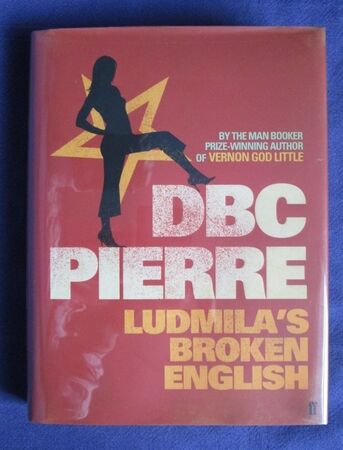 BY THE MAN BOOKER
PRIZE-WINNING AUTHOR
OF VERNON GOD LITTLE
DBC
PIERRE
LUDMILA'S
BROKEN
ENGLISH
ff